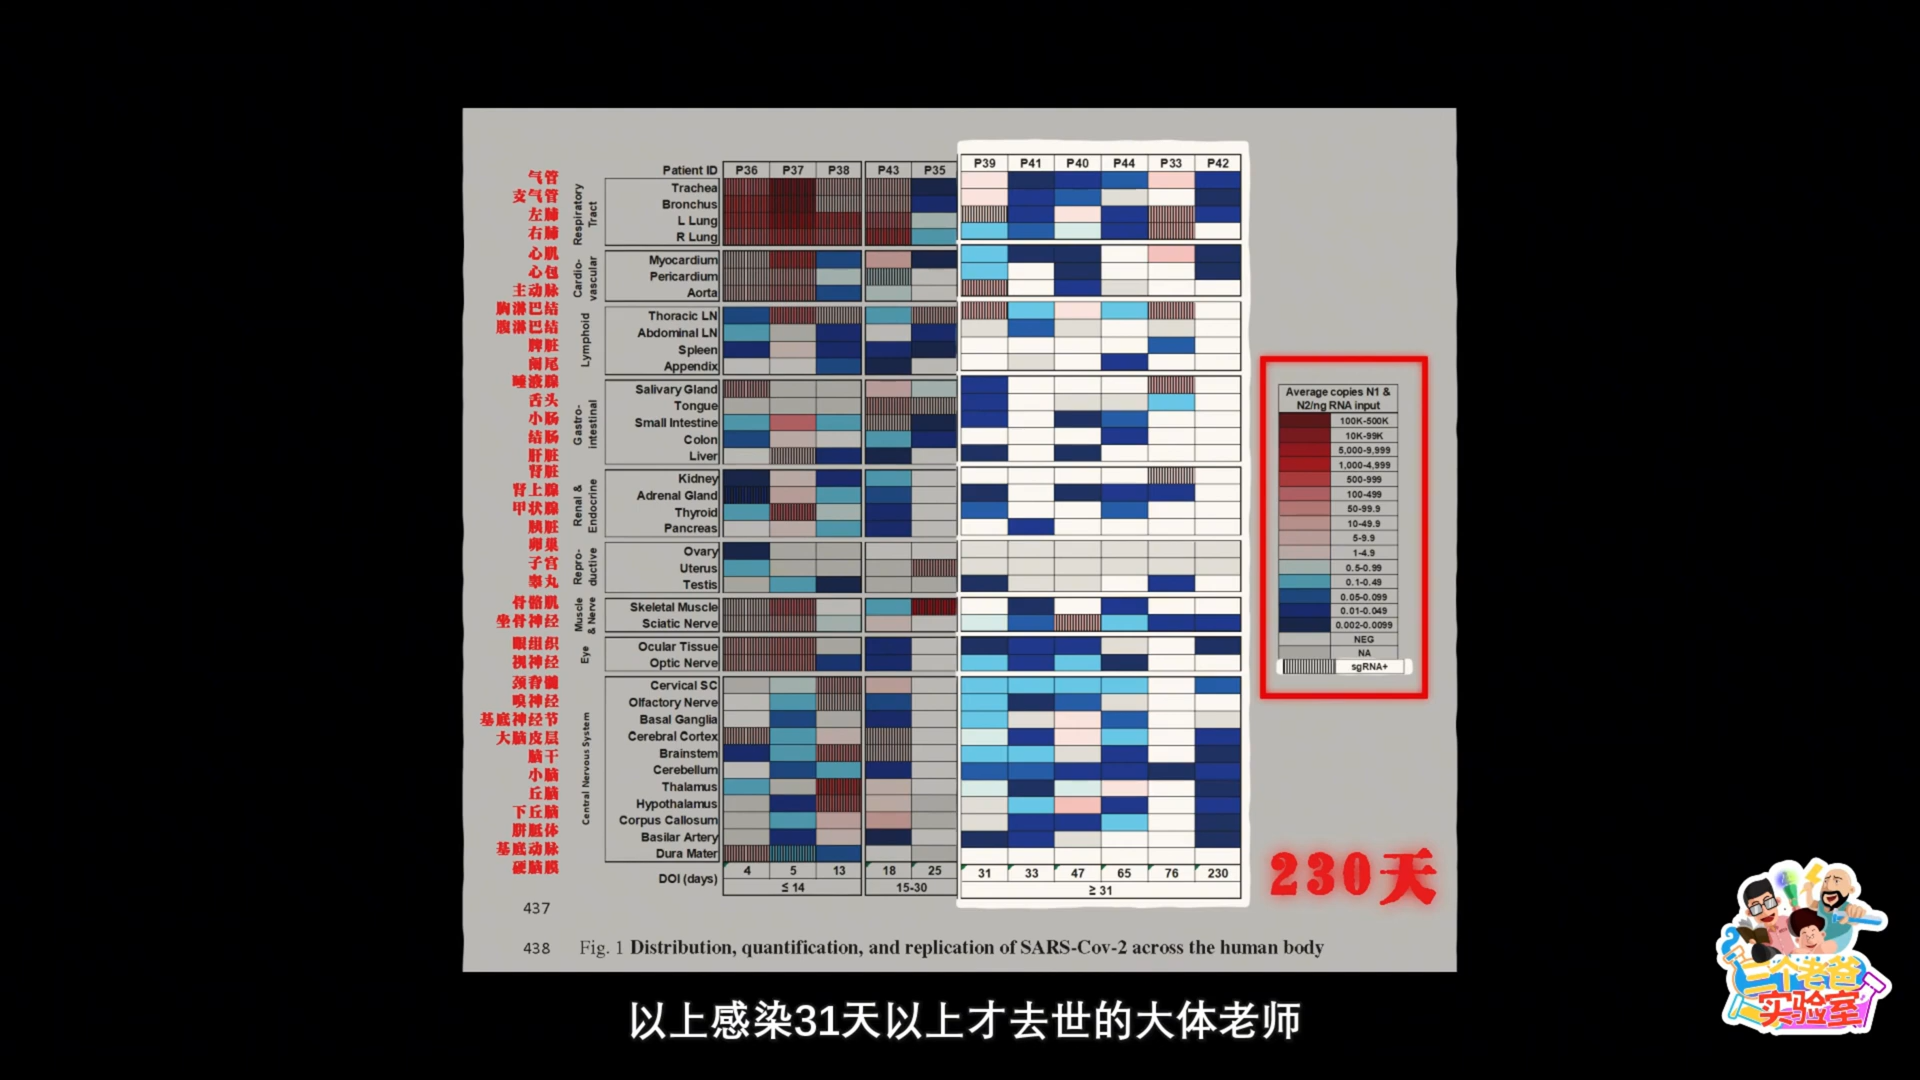 Patient ID P36 P37 P38 P43 P35 P39 P41 P40 P44 P33 P42
Respiratory Tract
气管 Trachea
支气管 Bronchus
左肺 L Lung
右肺 R Lung
Cardio-vascular
心肌 Myocardium
心包 Pericardium
主动脉 Aorta
Lymphoid
胸淋巴结 Thoracic LN
腹淋巴结 Abdominal LN
脾脏 Spleen
阑尾 Appendix
Gastro-intestinal
唾液腺 Salivary Gland
舌头 Tongue
小肠 Small Intestine
结肠 Colon
肝脏 Liver
Renal & Endocrine
肾脏 Kidney
肾上腺 Adrenal Gland
甲状腺 Thyroid
胰脏 Pancreas
Repro-ductive
卵巢 Ovary
子宫 Uterus
睾丸 Testis
Muscle & Nerve
骨骼肌 Skeletal Muscle
坐骨神经 Sciatic Nerve
Eye
眼组织 Ocular Tissue
视神经 Optic Nerve
Central Nervous System
颈脊髓 Cervical SC
嗅神经 Olfactory Nerve
基底神经节 Basal Ganglia
大脑皮层 Cerebral Cortex
脑干 Brainstem
小脑 Cerebellum
丘脑 Thalamus
下丘脑 Hypothalamus
胼胝体 Corpus Callosum
基底动脉 Basilar Artery
硬脑膜 Dura Mater
DOI (days) 4 5 13 18 25 31 33 47 65 76 230
≤ 14 15-30 ≥ 31
Average copies N1 &
N2/ng RNA input
100K-500K
10K-99K
5,000-9,999
1,000-4,999
500-999
100-499
50-99.9
10-49.9
5-9.9
1-4.9
0.5-0.99
0.1-0.49
0.05-0.099
0.01-0.049
0.002-0.0099
NEG
NA
sgRNA+
230天
437
438 Fig. 1 Distribution, quantification, and replication of SARS-Cov-2 across the human body
以上感染31天以上才去世的大体老师
三个老爸
实验室